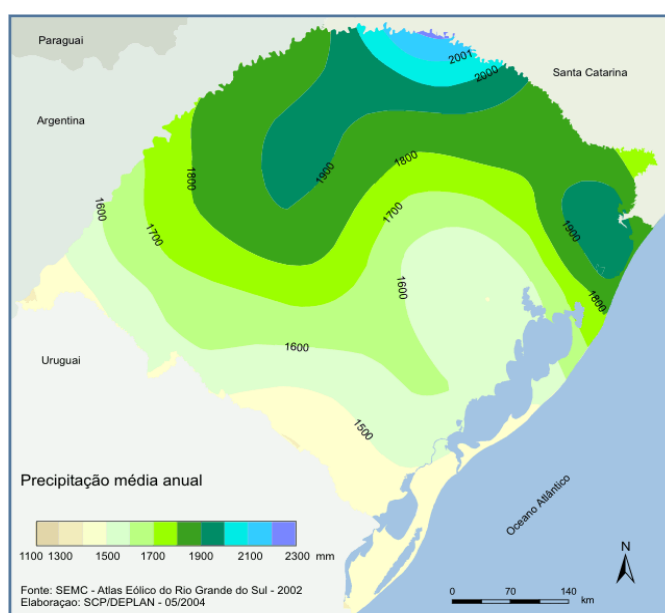 Paraguai
Argentina
Santa Catarina
2001
2000
1900
1800
1800
1700
1900
1600
1700
1600
1800
1600
1500
Uruguai
Precipitação média anual
1100 1300 1500 1700 1900 2100 2300 mm
Oceano Atlântico
N
0 70 140
km
Fonte: SEMC - Atlas Eólico do Rio Grande do Sul - 2002
Elaboraçao: SCP/DEPLAN - 05/2004